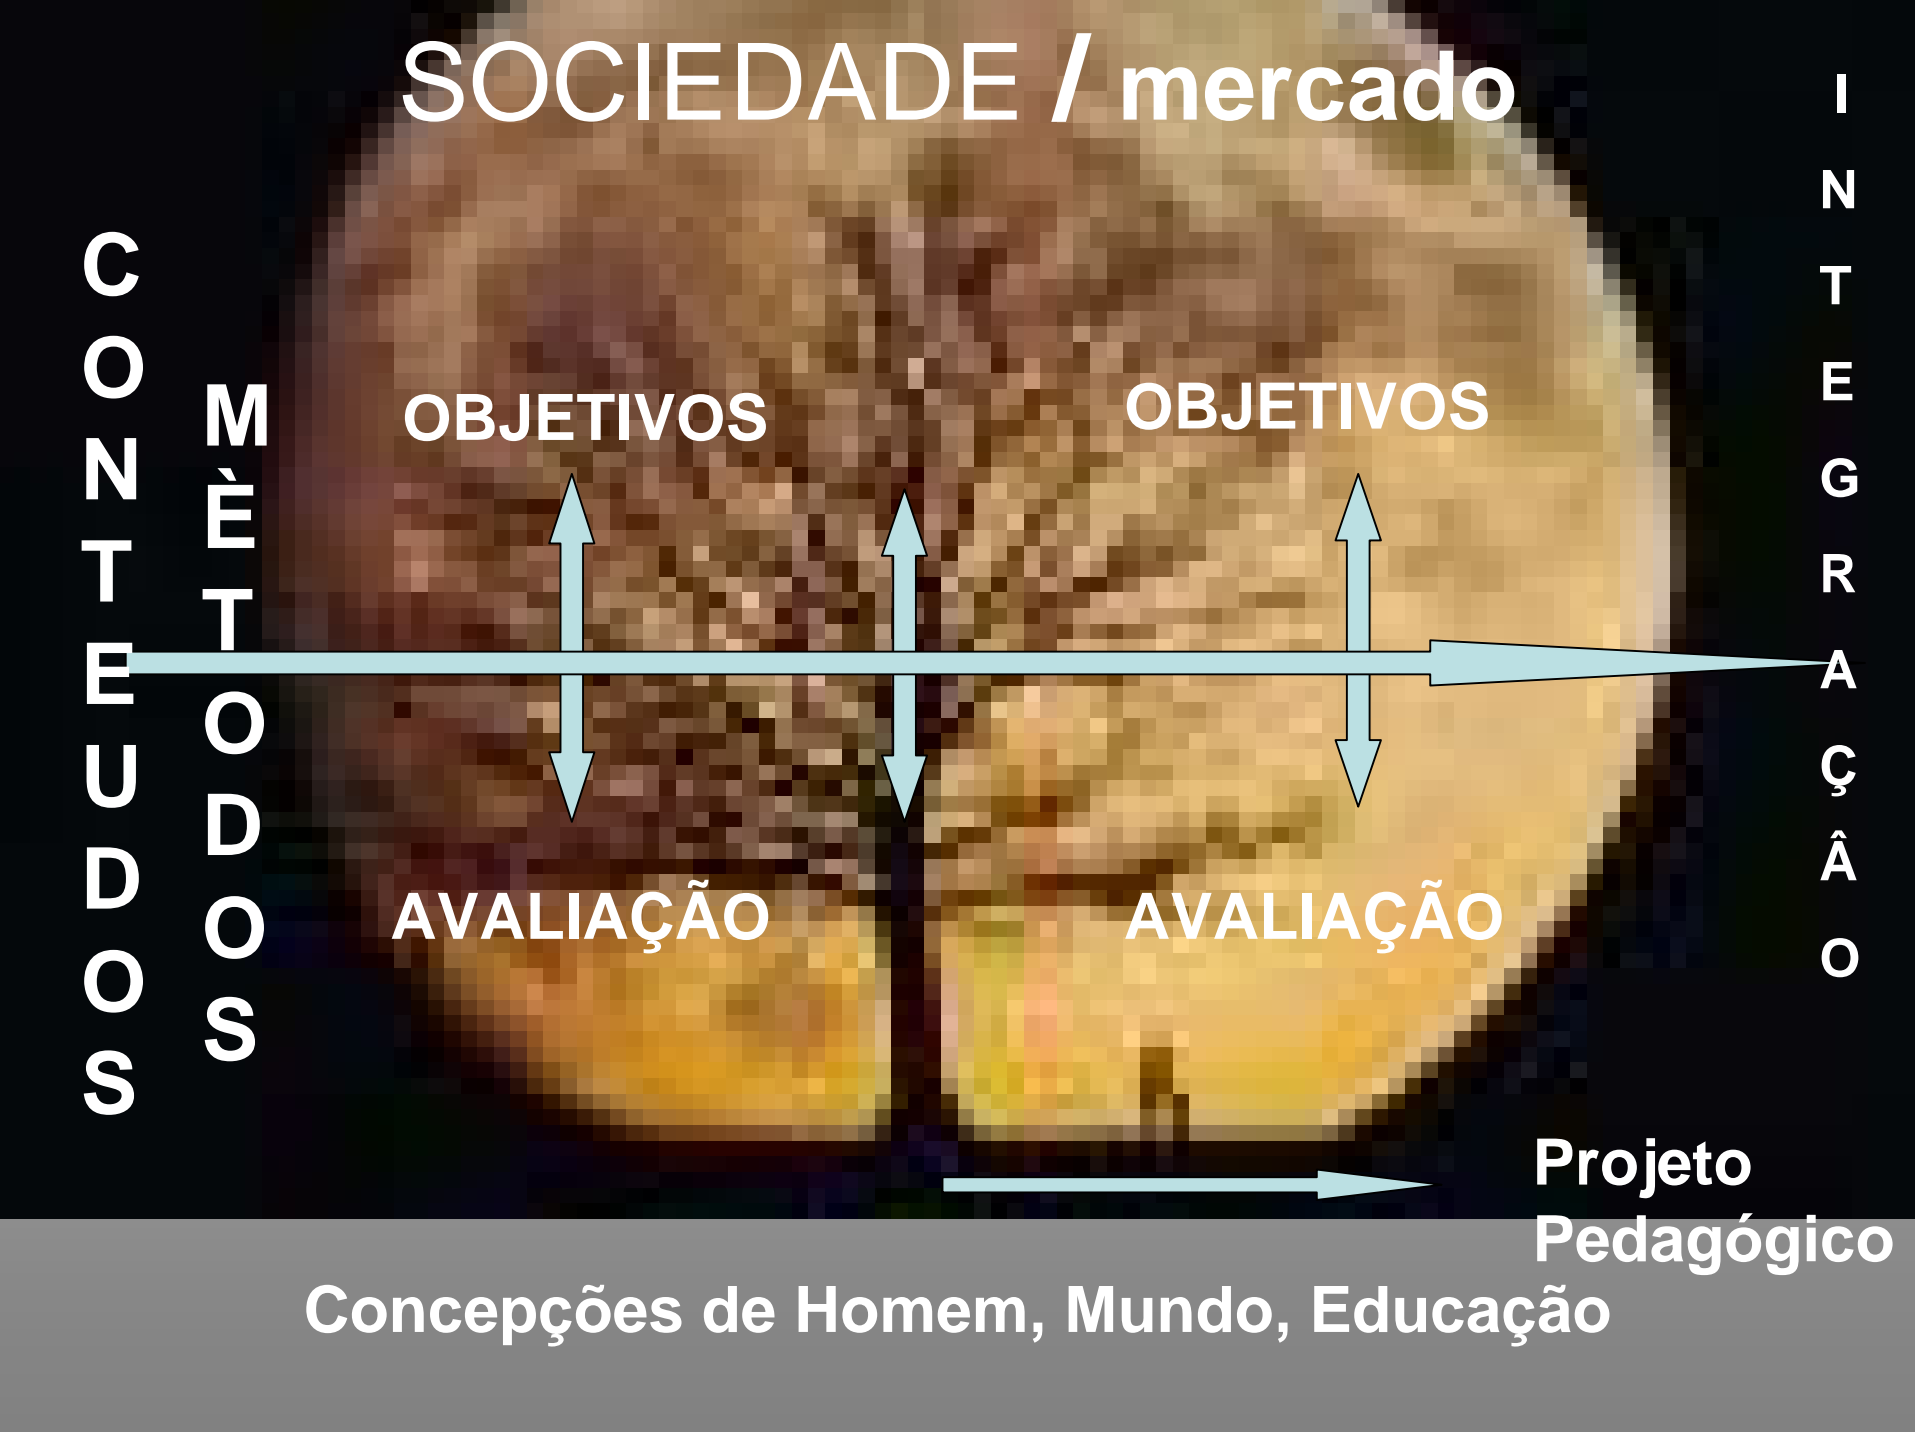 SOCIEDADE / mercado
CONTEUDOS
MÈTODOS
OBJETIVOS
OBJETIVOS
AVALIAÇÃO
AVALIAÇÃO
INTEGRAÇÂO
Projeto
Pedagógico
Concepções de Homem, Mundo, Educação